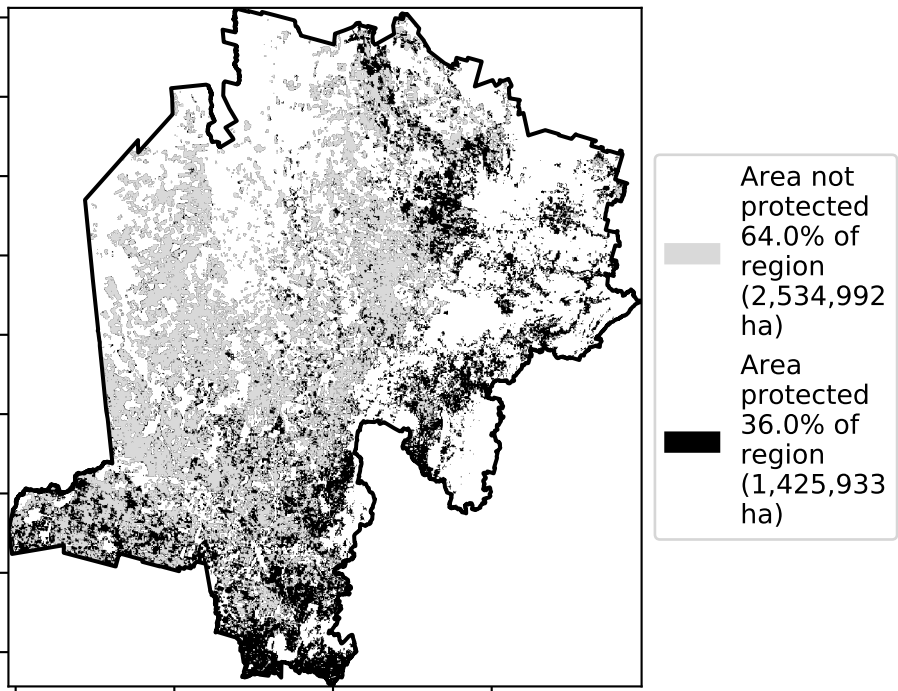 Area not
protected
64.0% of
region
(2,534,992
ha)
Area
protected
36.0% of
region
(1,425,933
ha)